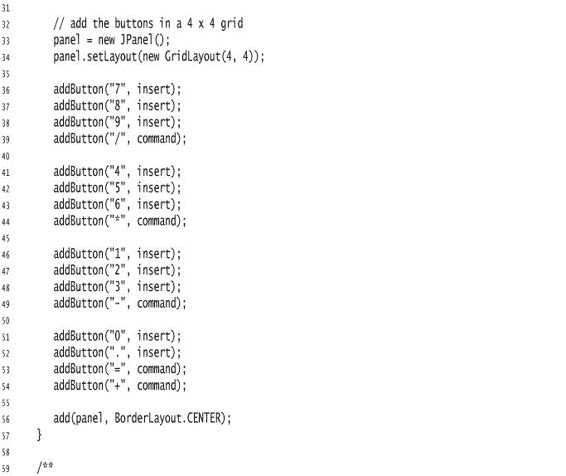 31
32 // add the buttons in a 4 x 4 grid
33 panel = new JPanel();
34 panel.setLayout(new GridLayout(4, 4));
35
36 addButton("7", insert);
37 addButton("8", insert);
38 addButton("9", insert);
39 addButton("/", command);
40
41 addButton("4", insert);
42 addButton("5", insert);
43 addButton("6", insert);
44 addButton("*", command);
45
46 addButton("1", insert);
47 addButton("2", insert);
48 addButton("3", insert);
49 addButton("-", command);
50
51 addButton("0", insert);
52 addButton(".", insert);
53 addButton("=", command);
54 addButton("+", command);
55
56 add(panel, BorderLayout.CENTER);
57 }
58
59 /**